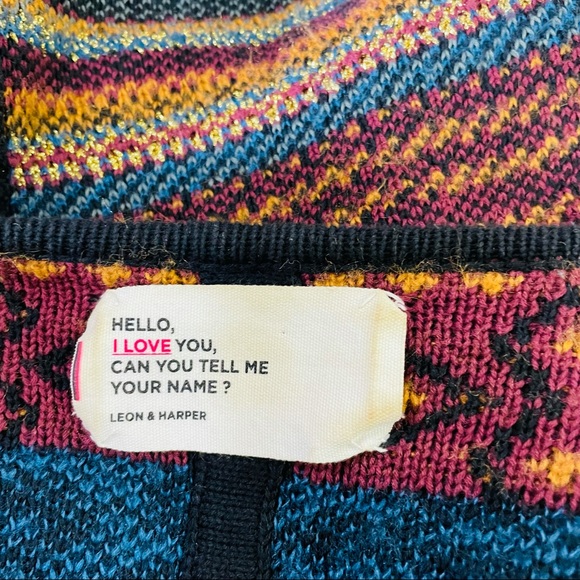 HELLO,
I LOVE YOU,
CAN YOU TELL ME
YOUR NAME ?
LEON & HARPER